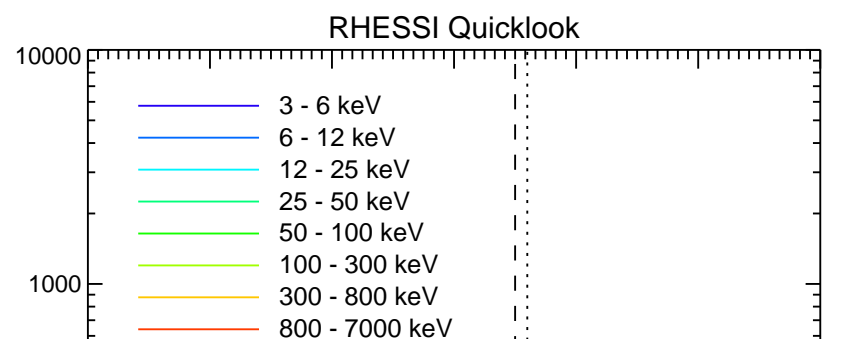 RHESSI Quicklook
10000
3 - 6 keV
6 - 12 keV
12 - 25 keV
25 - 50 keV
50 - 100 keV
100 - 300 keV
1000
300 - 800 keV
800 - 7000 keV